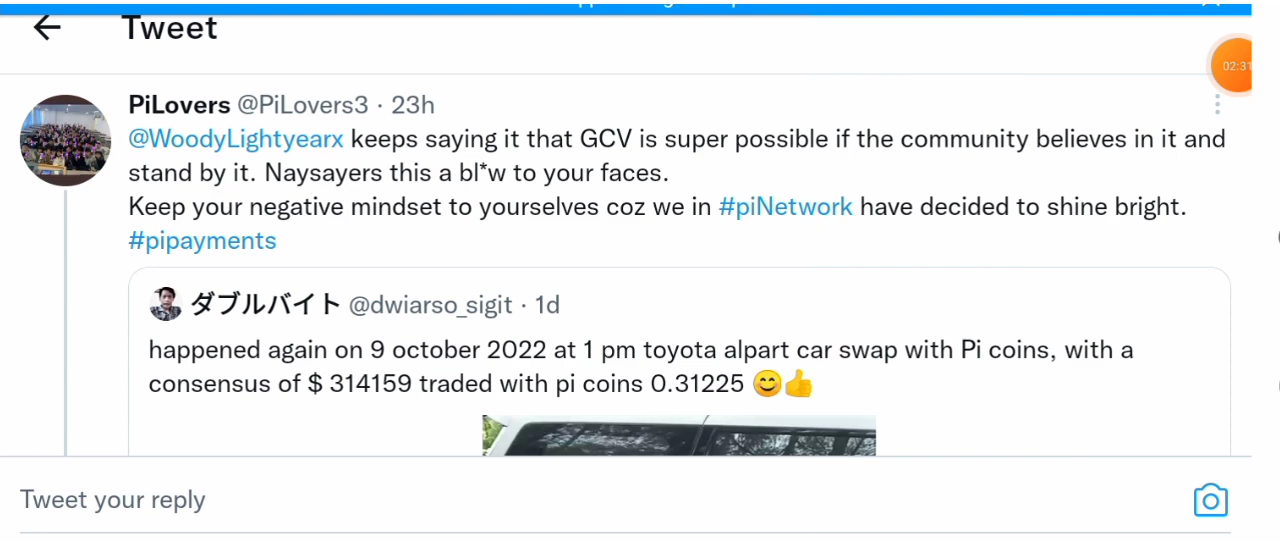 Tweet
02:31
PiLovers @PiLovers3 · 23h
@WoodyLightyearx keeps saying it that GCV is super possible if the community believes in it and
stand by it. Naysayers this a bl*w to your faces.
Keep your negative mindset to yourselves coz we in #piNetwork have decided to shine bright.
#pipayments
ダブルバイト @dwiarso_sigit · 1d
happened again on 9 october 2022 at 1 pm toyota alpart car swap with Pi coins, with a
consensus of $ 314159 traded with pi coins 0.31225 😊👍
Tweet your reply